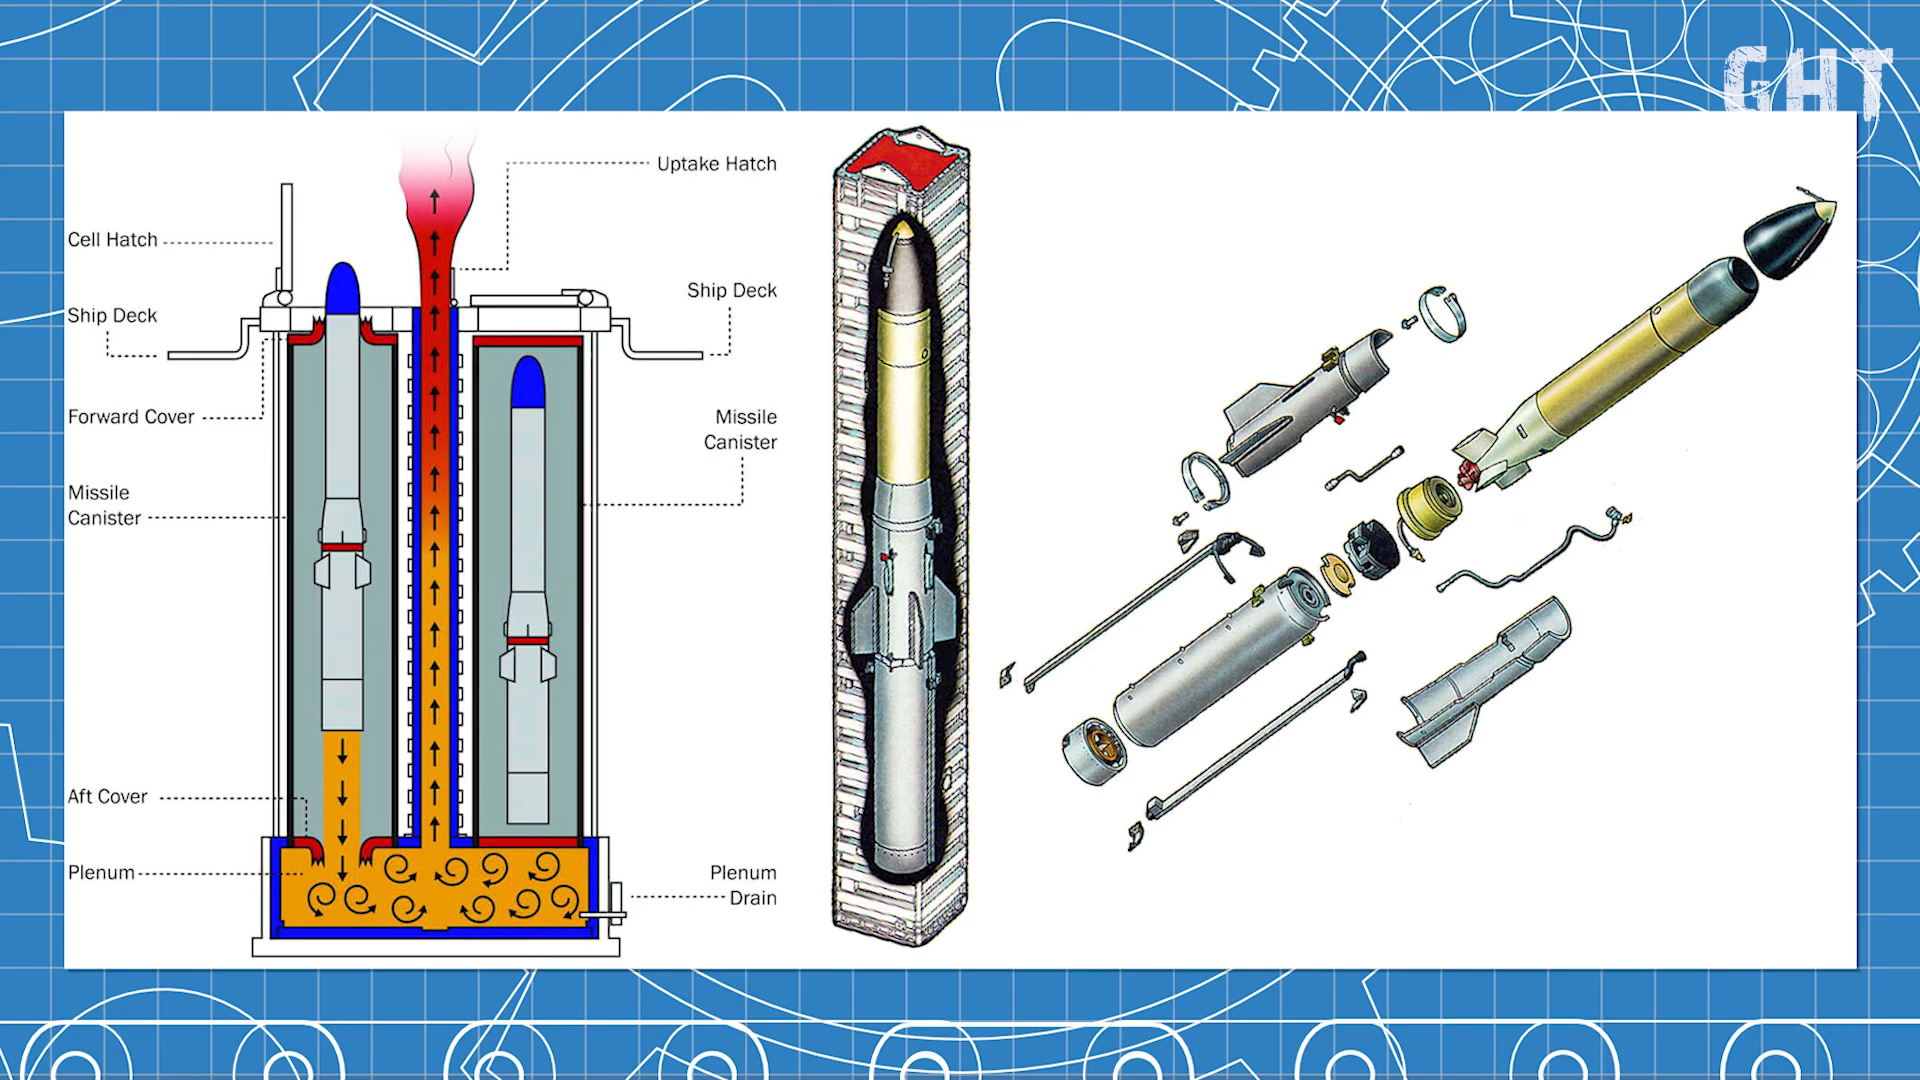 GHT
Uptake Hatch
Cell Hatch
Ship Deck
Ship Deck
Forward Cover
Missile
Canister
Missile
Canister
Aft Cover
Plenum
Plenum
Drain